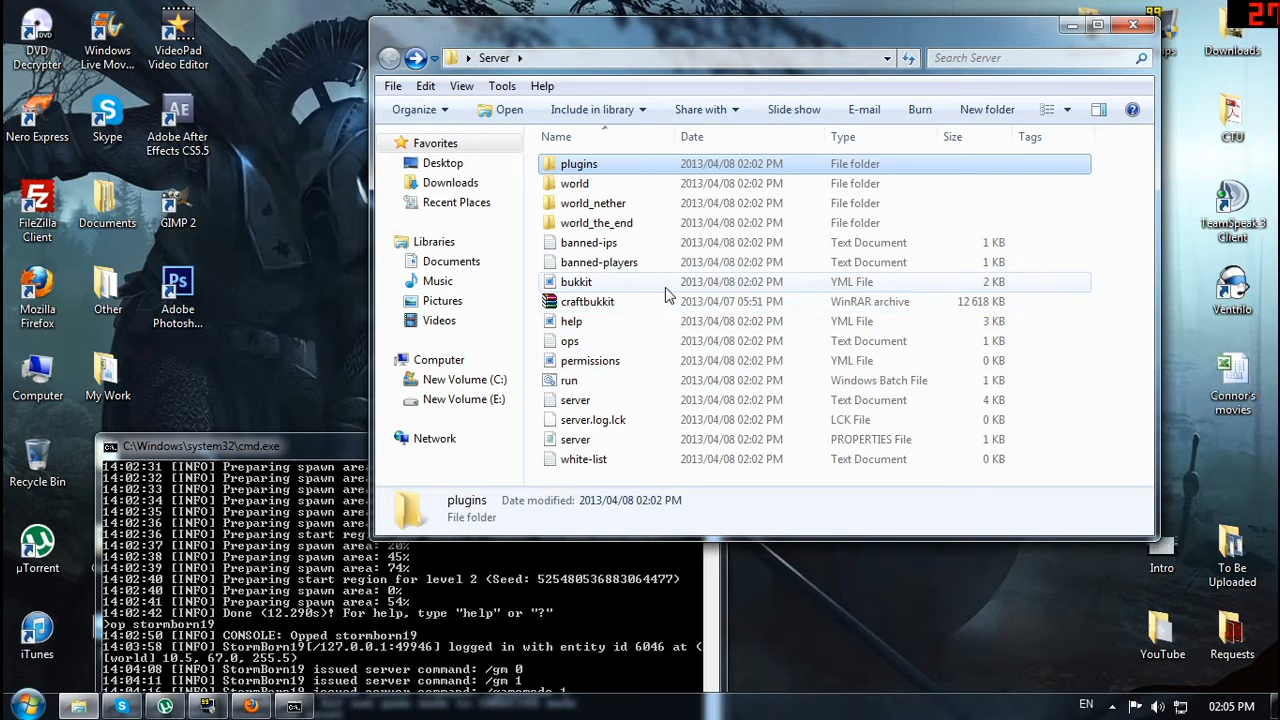 99
27
DVD Decrypter
Windows Live Mov...
VideoPad Video Editor
Nero Express
Skype
Adobe After Effects CS5.5
FileZilla Client
Documents
GIMP 2
Mozilla Firefox
Other
Adobe Photosh...
Computer
My Work
Recycle Bin
µTorrent
iTunes
Server
Search Server
File Edit View Tools Help
Organize Open Include in library Share with Slide show E-mail Burn New folder
Favorites
Desktop
Downloads
Recent Places
Libraries
Documents
Music
Pictures
Videos
Computer
New Volume (C:)
New Volume (E:)
Network
Name Date Type Size Tags
plugins 2013/04/08 02:02 PM File folder
world 2013/04/08 02:02 PM File folder
world_nether 2013/04/08 02:02 PM File folder
world_the_end 2013/04/08 02:02 PM File folder
banned-ips 2013/04/08 02:02 PM Text Document 1 KB
banned-players 2013/04/08 02:02 PM Text Document 1 KB
bukkit 2013/04/08 02:02 PM YML File 2 KB
craftbukkit 2013/04/07 05:51 PM WinRAR archive 12 618 KB
help 2013/04/08 02:02 PM YML File 3 KB
ops 2013/04/08 02:02 PM Text Document 1 KB
permissions 2013/04/08 02:02 PM YML File 0 KB
run 2013/04/08 02:02 PM Windows Batch File 1 KB
server 2013/04/08 02:02 PM Text Document 4 KB
server.log.lck 2013/04/08 02:02 PM LCK File 0 KB
server 2013/04/08 02:02 PM PROPERTIES File 1 KB
white-list 2013/04/08 02:02 PM Text Document 0 KB
plugins Date modified: 2013/04/08 02:02 PM
File folder
C:\Windows\system32\cmd.exe
14:02:31 [INFO] Preparing spawn area
14:02:32 [INFO] Preparing spawn area
14:02:33 [INFO] Preparing spawn area
14:02:34 [INFO] Preparing spawn area
14:02:35 [INFO] Preparing spawn area
14:02:36 [INFO] Preparing spawn area
14:02:36 [INFO] Preparing start regi
14:02:37 [INFO] Preparing spawn area: 20%
14:02:38 [INFO] Preparing spawn area: 45%
14:02:39 [INFO] Preparing spawn area: 74%
14:02:40 [INFO] Preparing start region for level 2 (Seed: 525480536883064477)
14:02:40 [INFO] Preparing spawn area: 0%
14:02:41 [INFO] Preparing spawn area: 54%
14:02:42 [INFO] Done (12.290s)! For help, type "help" or "?"
>op stormborn19
14:02:50 [INFO] CONSOLE: Opped stormborn19
14:03:58 [INFO] StormBorn19[/127.0.0.1:49946] logged in with entity id 6046 at (
[world] 10.5, 67.0, 255.5)
14:04:08 [INFO] StormBorn19 issued server command: /gm 0
14:04:11 [INFO] StormBorn19 issued server command: /gm 1
14:04:16 [INFO] StormBorn19 issued server command: /gamemode 1
Downloads
CTU
TeamSpeak 3 Client
Ventrilo
Connor's movies
Intro
To Be Uploaded
YouTube
Requests
EN
02:05 PM